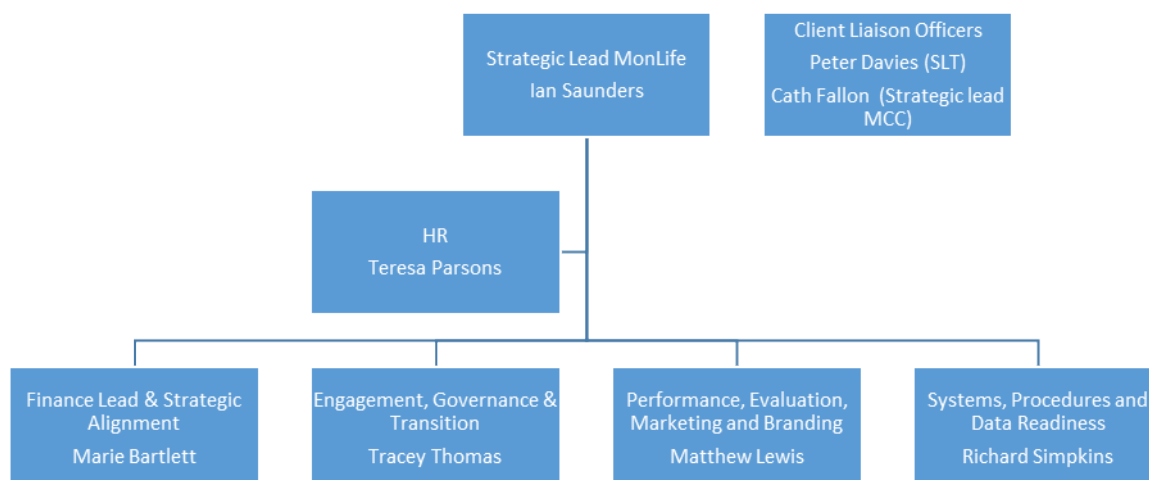 Strategic Lead MonLife
Ian Saunders
Client Liaison Officers
Peter Davies (SLT)
Cath Fallon  (Strategic lead
MCC)
HR
Teresa Parsons
Finance Lead & Strategic
Alignment
Marie Bartlett
Engagement, Governance &
Transition
Tracey Thomas
Performance, Evaluation,
Marketing and Branding
Matthew Lewis
Systems, Procedures and
Data Readiness
Richard Simpkins